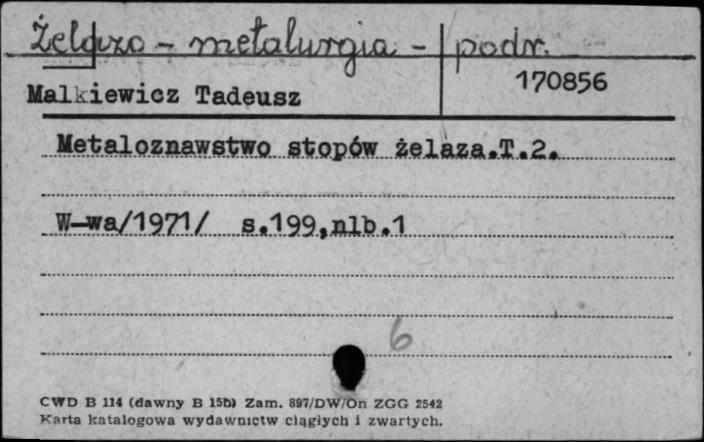 Żelazo - metalurgia - podr.
170856
Malkiewicz Tadeusz
Metaloznawstwo stopów żelaza.T.2.
W-wa/1971/ s.199,nlb.1
6
CWD B 114 (dawny B 15b) Zam. 897/DW/On ZGG 2542
Karta katalogowa wydawnictw ciągłych i zwartych.